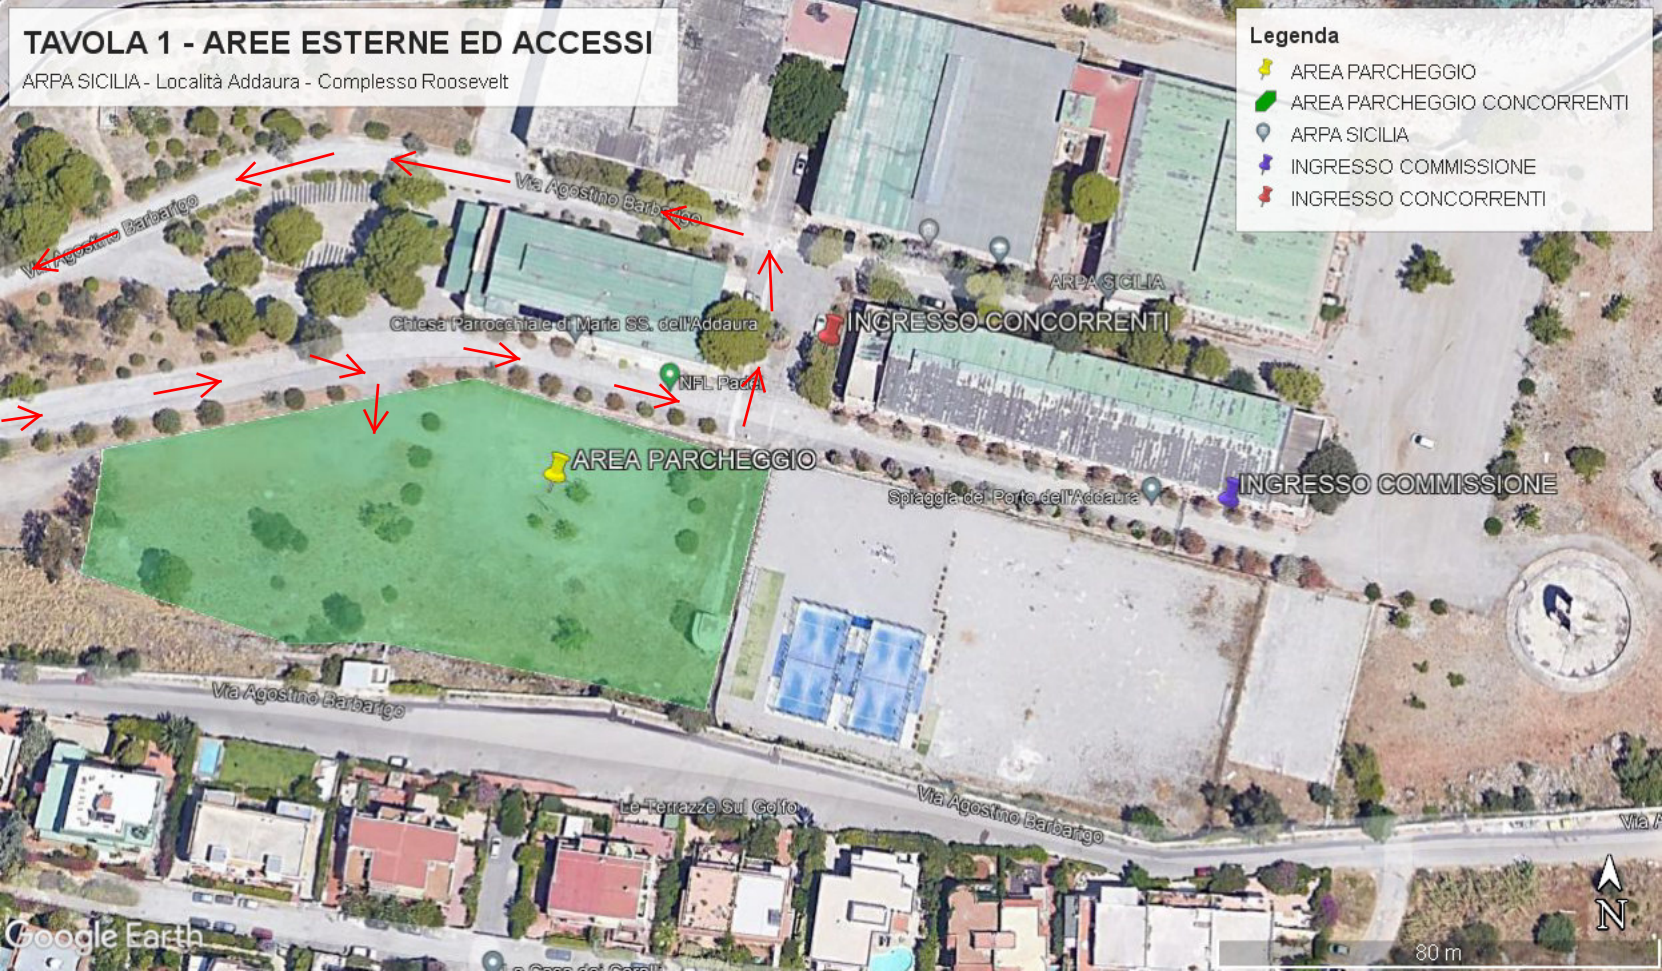 TAVOLA 1 - AREE ESTERNE ED ACCESSI
ARPA SICILIA - Località Addaura - Complesso Roosevelt
Legenda
AREA PARCHEGGIO
AREA PARCHEGGIO CONCORRENTI
ARPA SICILIA
INGRESSO COMMISSIONE
INGRESSO CONCORRENTI
Via Agostino Barbarigo
Via Agostino Barbarigo
ARPA SICILIA
Chiesa Parrocchiale di Maria SS. dell'Addaura
INGRESSO CONCORRENTI
NFL Padel
AREA PARCHEGGIO
Spiaggia del Porto dell'Addaura
INGRESSO COMMISSIONE
Via Agostino Barbarigo
Le Terrazze Sul Golfo
Via Agostino Barbarigo
Via A
N
Google Earth
80 m